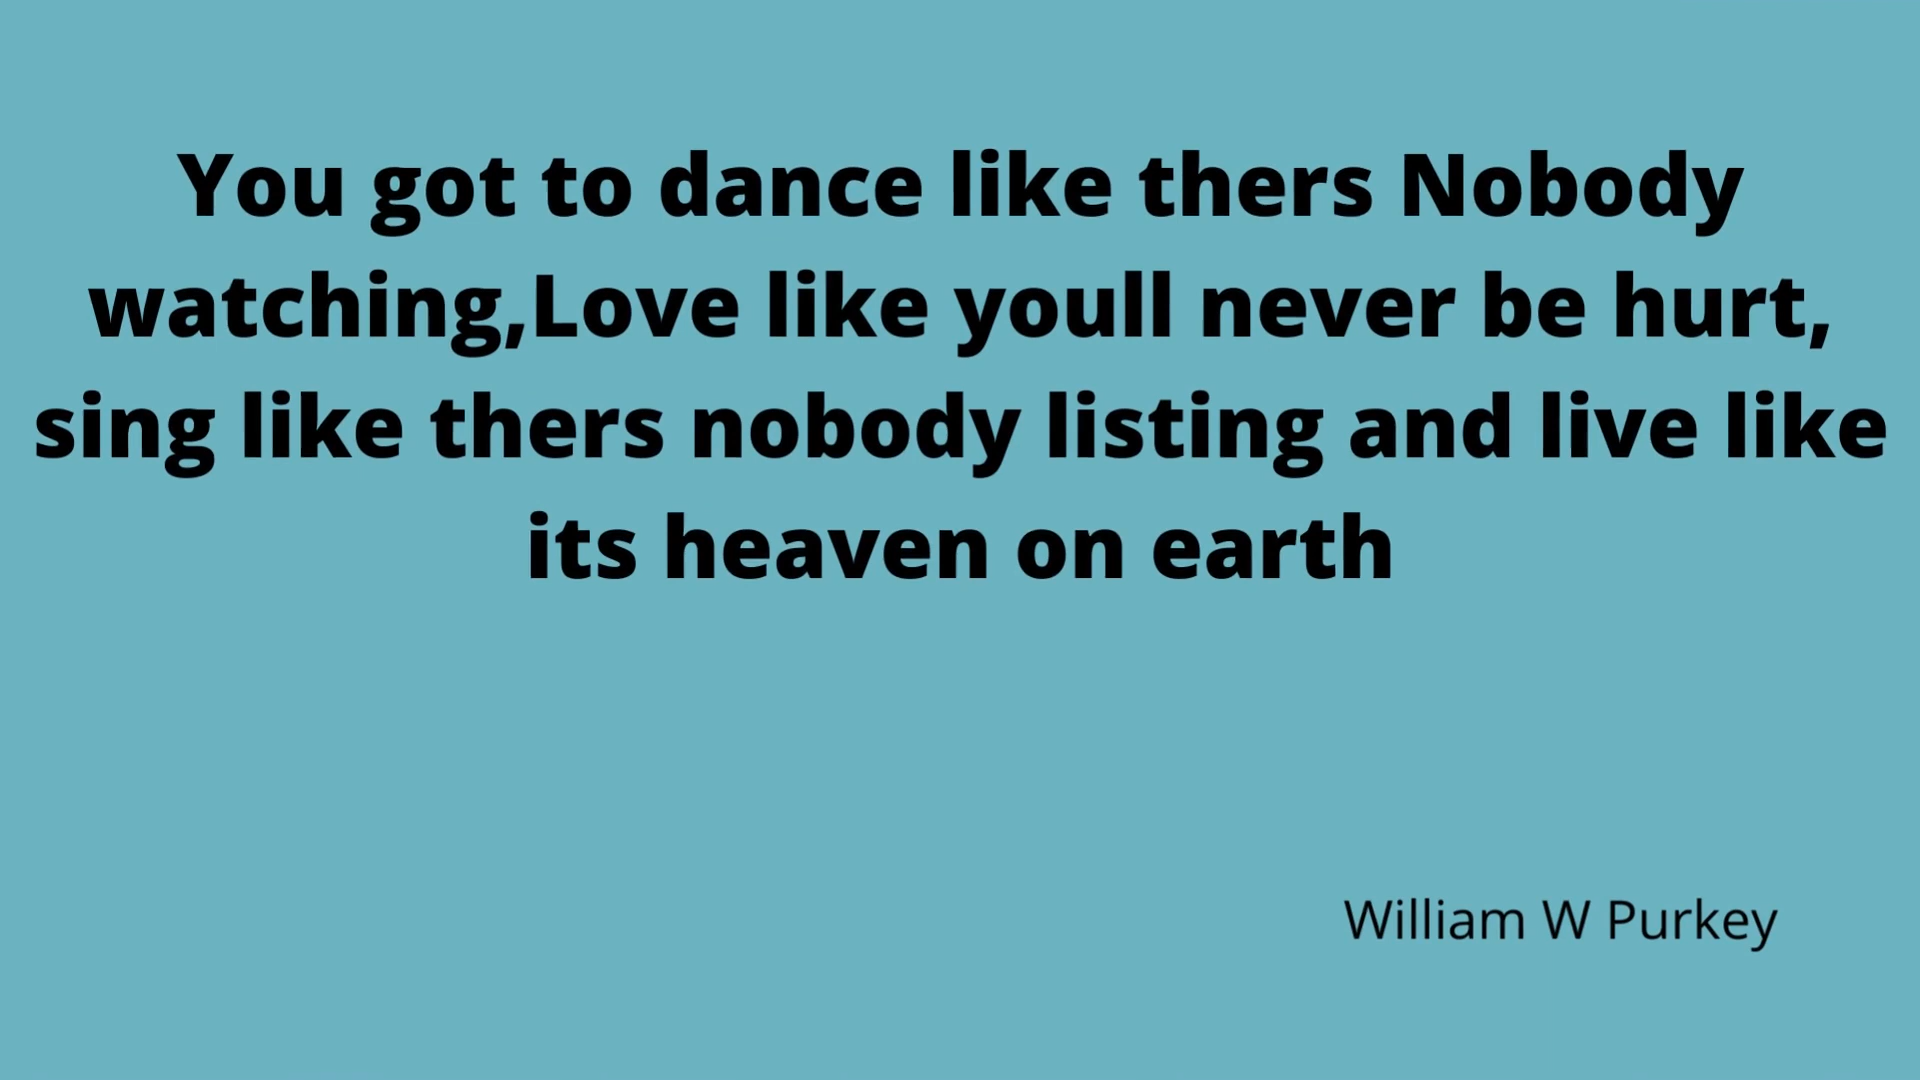 You got to dance like thers Nobody
watching,Love like youll never be hurt,
sing like thers nobody listing and live like
its heaven on earth
William W Purkey